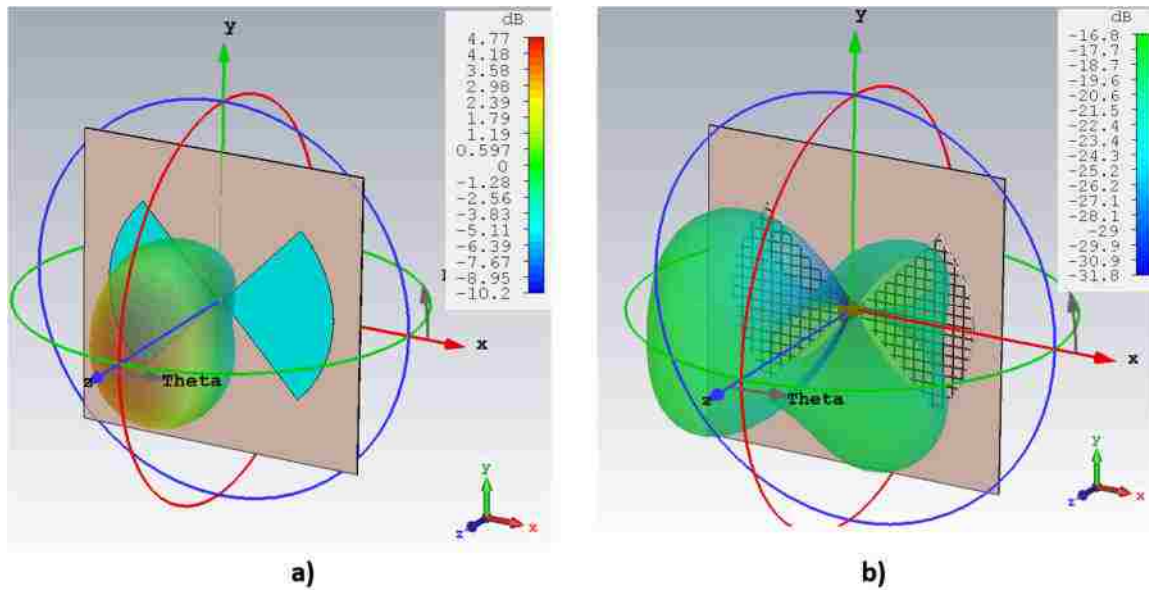 y
dB
4.77
4.18
3.58
2.98
2.39
1.79
1.19
0.597
0
-1.28
-2.56
-3.83
-5.11
-6.39
-7.67
-8.95
-10.2
x
z
Theta
y
z
x
a)
y
dB
-16.8
-17.7
-19.6
-20.6
-21.5
-22.4
-23.4
-24.3
-25.2
-26.2
-27.1
-28.1
-29
-29.9
-30.9
-31.8
x
z
Theta
y
z
x
b)